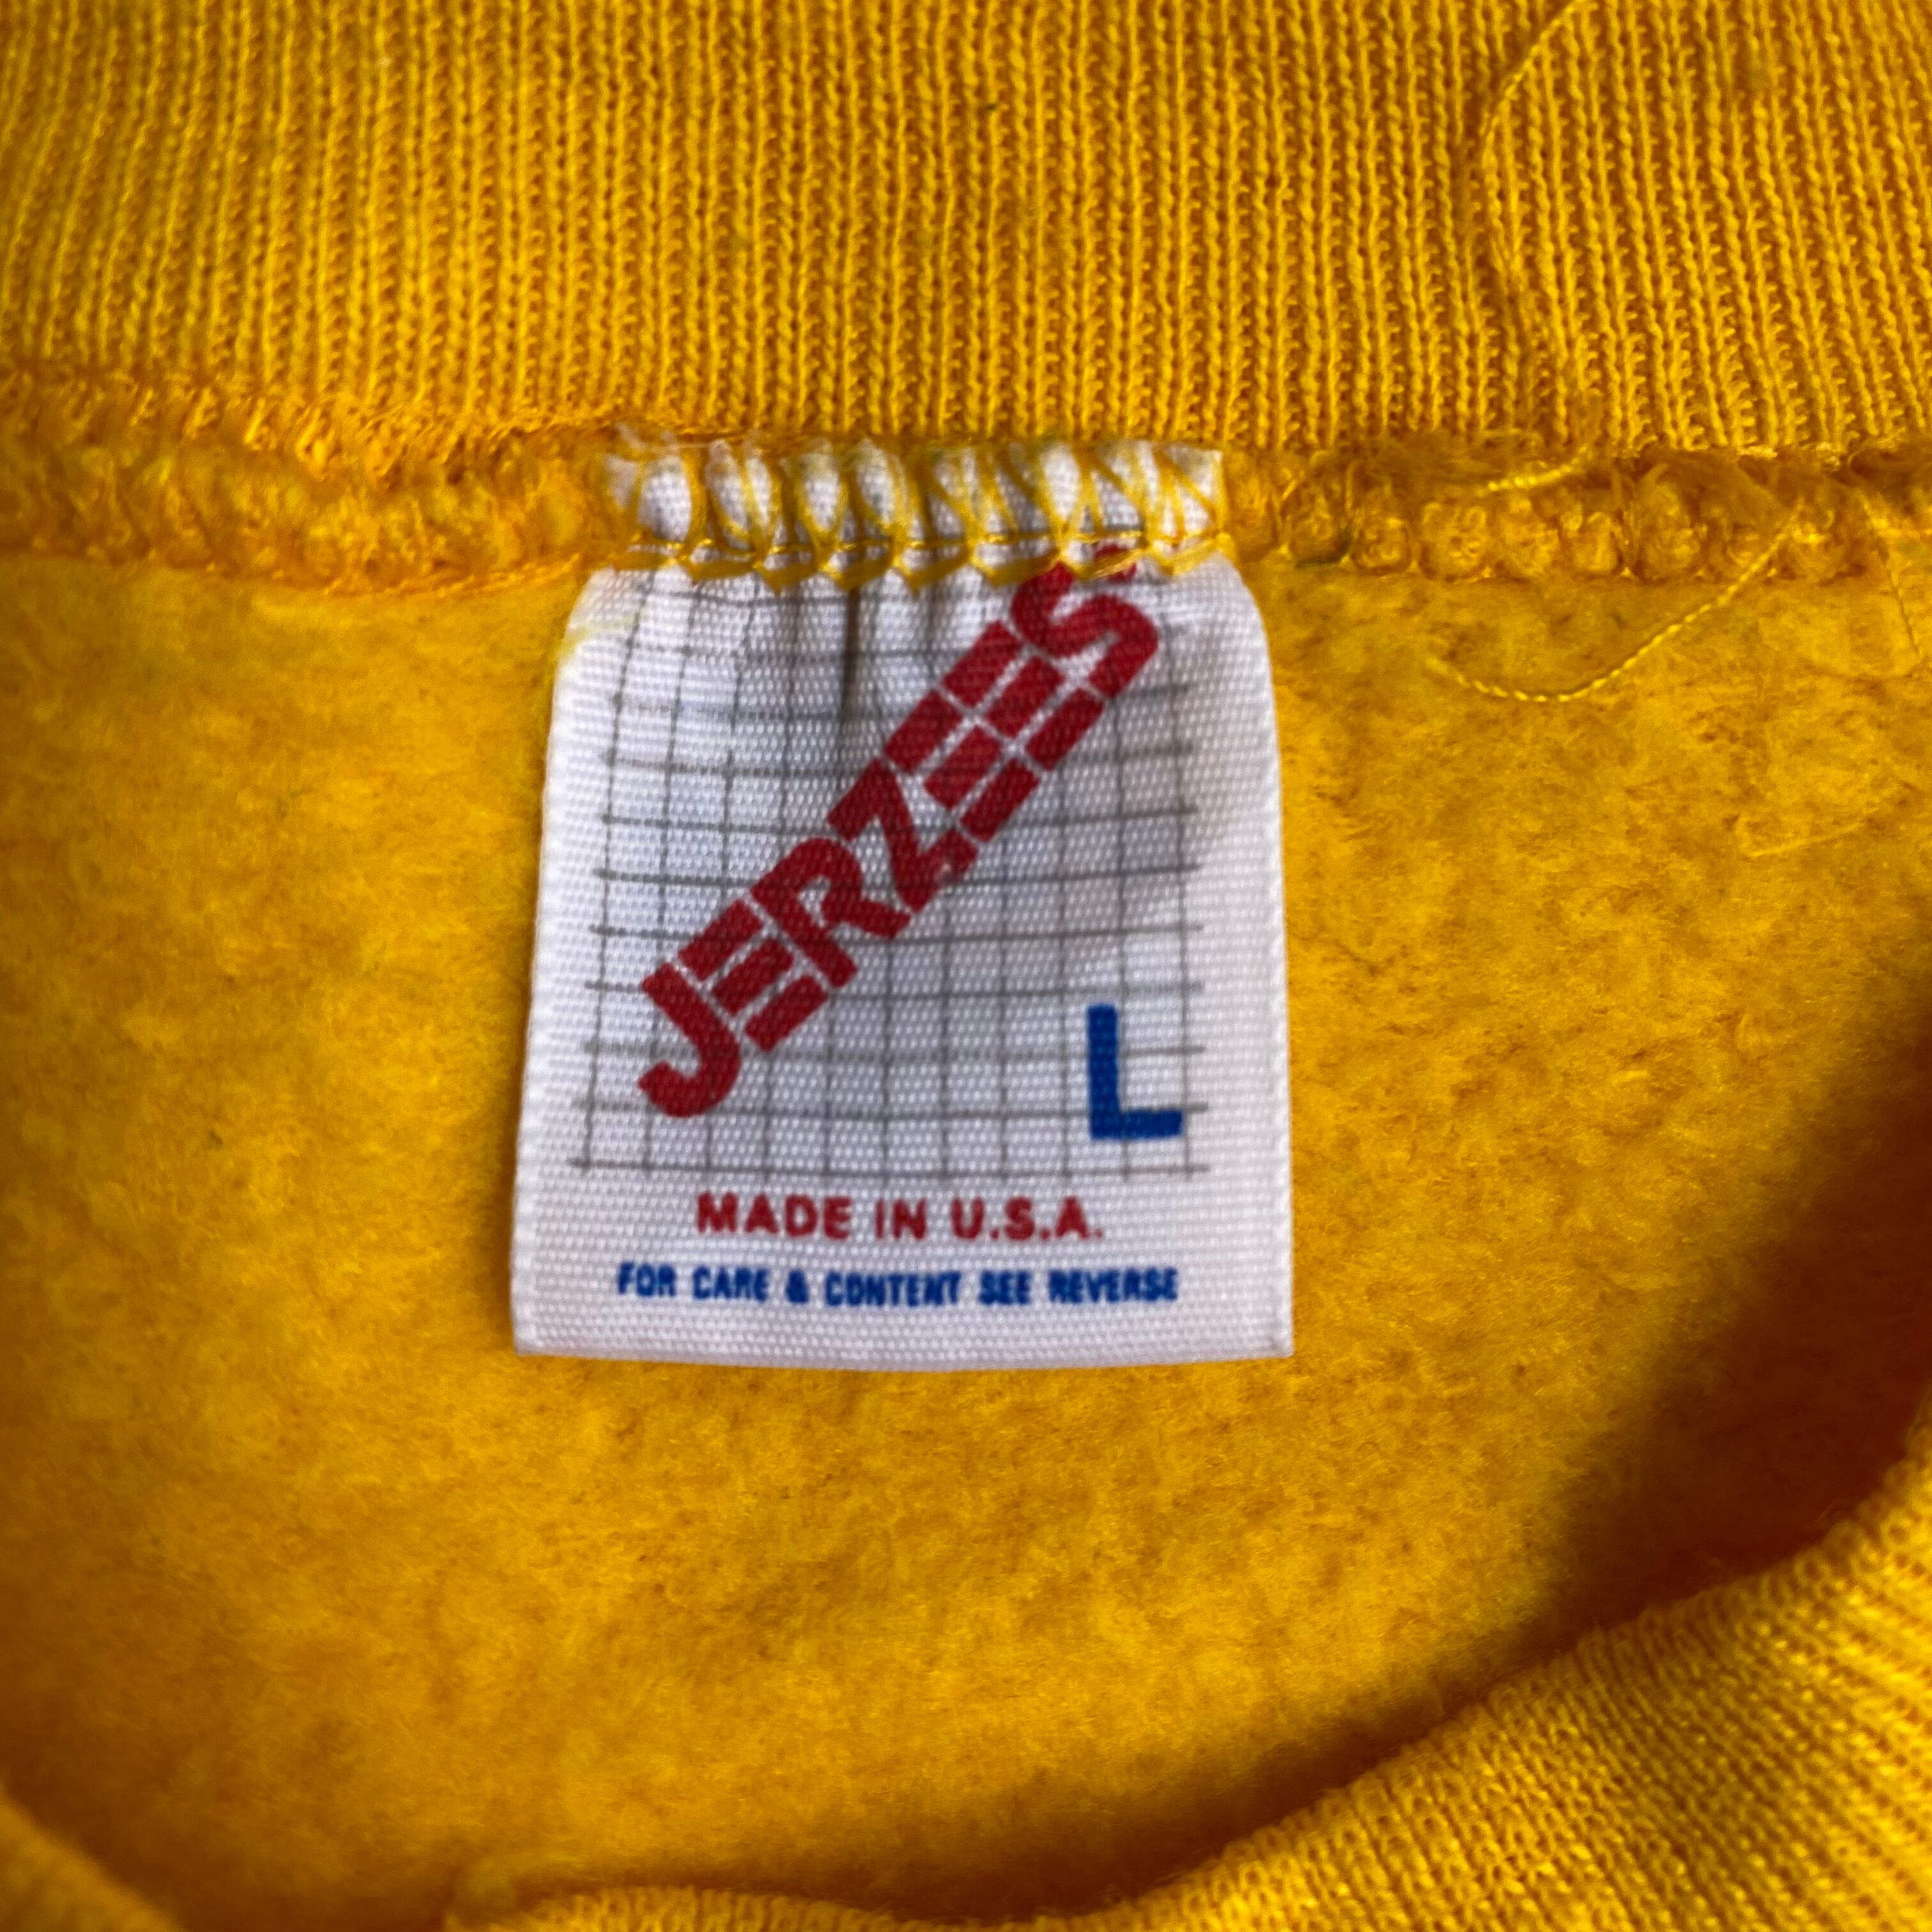 JERZEES
L
MADE IN U.S.A.
FOR CARE & CONTENT SEE REVERSE